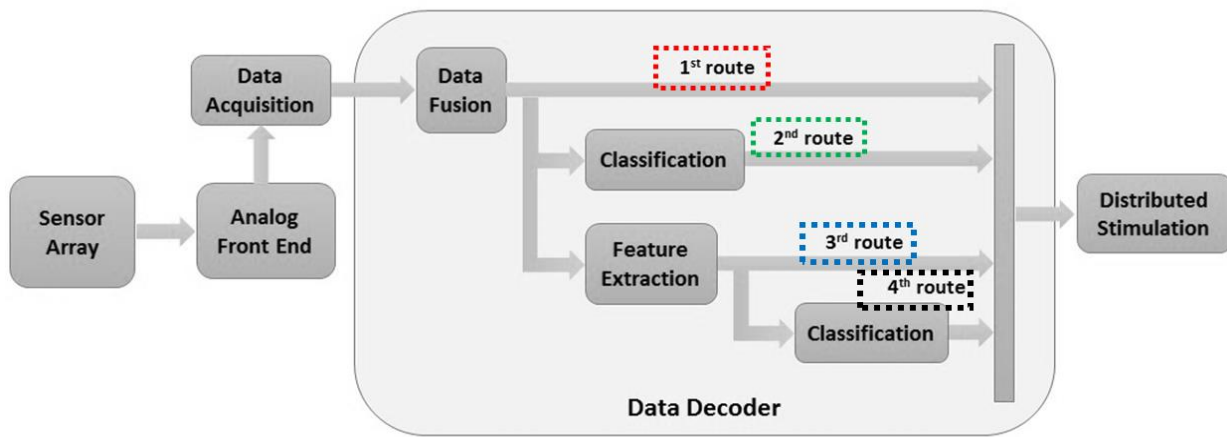 Sensor
Array
Analog
Front End
Data
Acquisition
Data
Fusion
1st route
Classification
2nd route
Feature
Extraction
3rd route
4th route
Classification
Data Decoder
Distributed
Stimulation